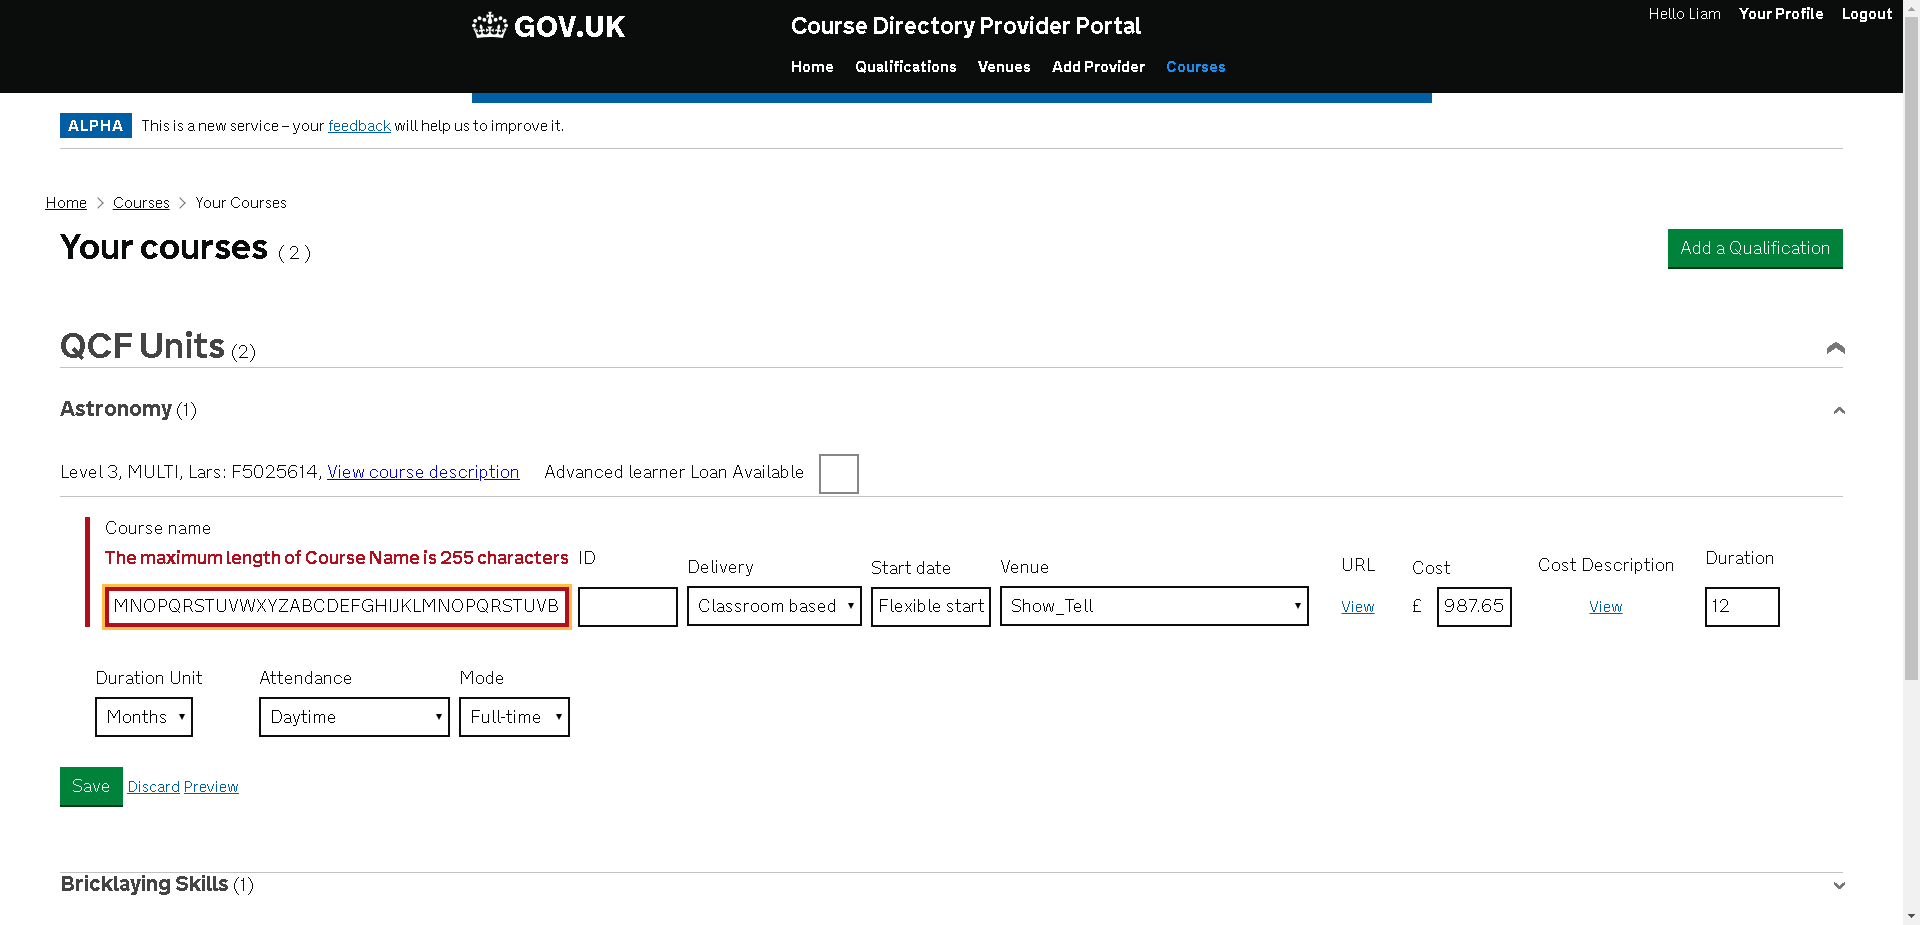 GOV.UK
Course Directory Provider Portal
Hello Liam Your Profile Logout
Home Qualifications Venues Add Provider Courses
ALPHA This is a new service – your feedback will help us to improve it.
Home > Courses > Your Courses
Your courses ( 2 )
Add a Qualification
QCF Units (2)
Astronomy (1)
Level 3, MULTI, Lars: F5025614, View course description Advanced learner Loan Available
Course name
The maximum length of Course Name is 255 characters ID Delivery Start date Venue URL Cost Cost Description Duration
MNOPQRSTUVWXYZABCDEFGHIJKLMNOPQRSTUVB Classroom based Flexible start Show_Tell View £ 987.65 View 12
Duration Unit Attendance Mode
Months Daytime Full-time
Save Discard Preview
Bricklaying Skills (1)